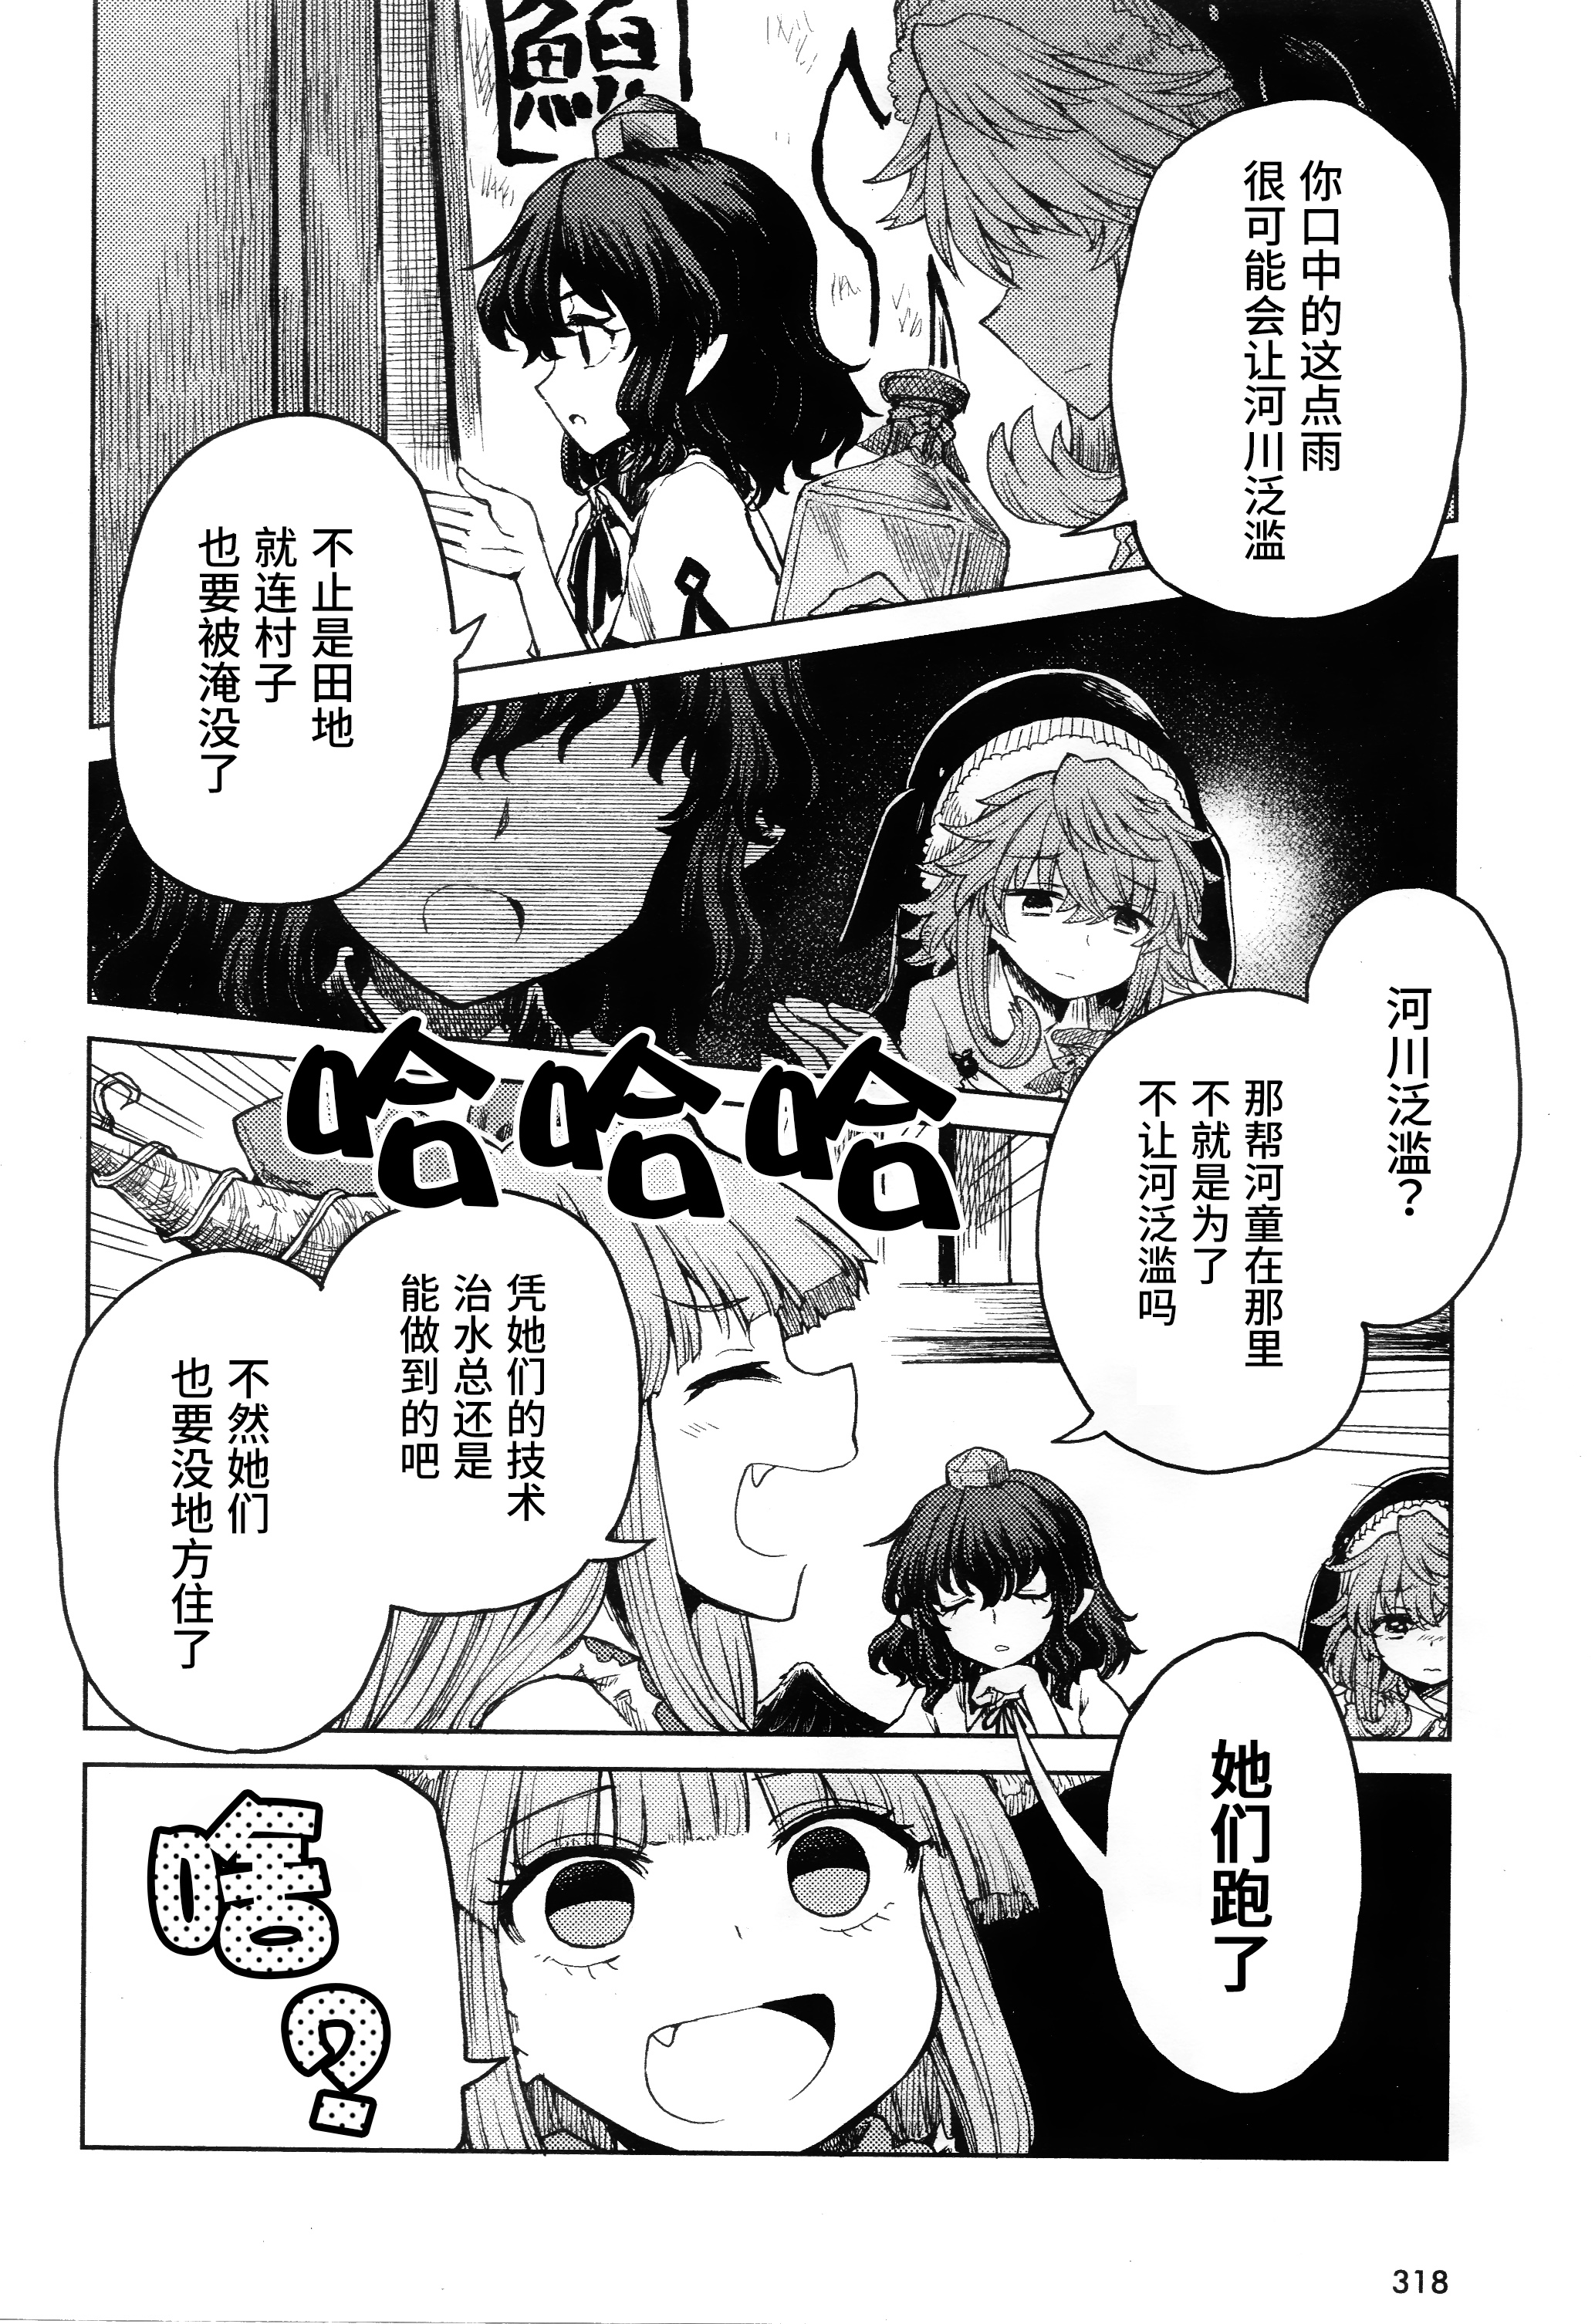 你口中的这点雨
很可能会让河川泛滥
不止是田地
就连村子
也要被淹没了
河川泛滥？
那帮河童在那里
不就是为了
不让河泛滥吗
哈哈哈
凭她们的技术
治水总还是
能做到的吧
不然她们
也要没地方住了
她们跑了
啥？
318